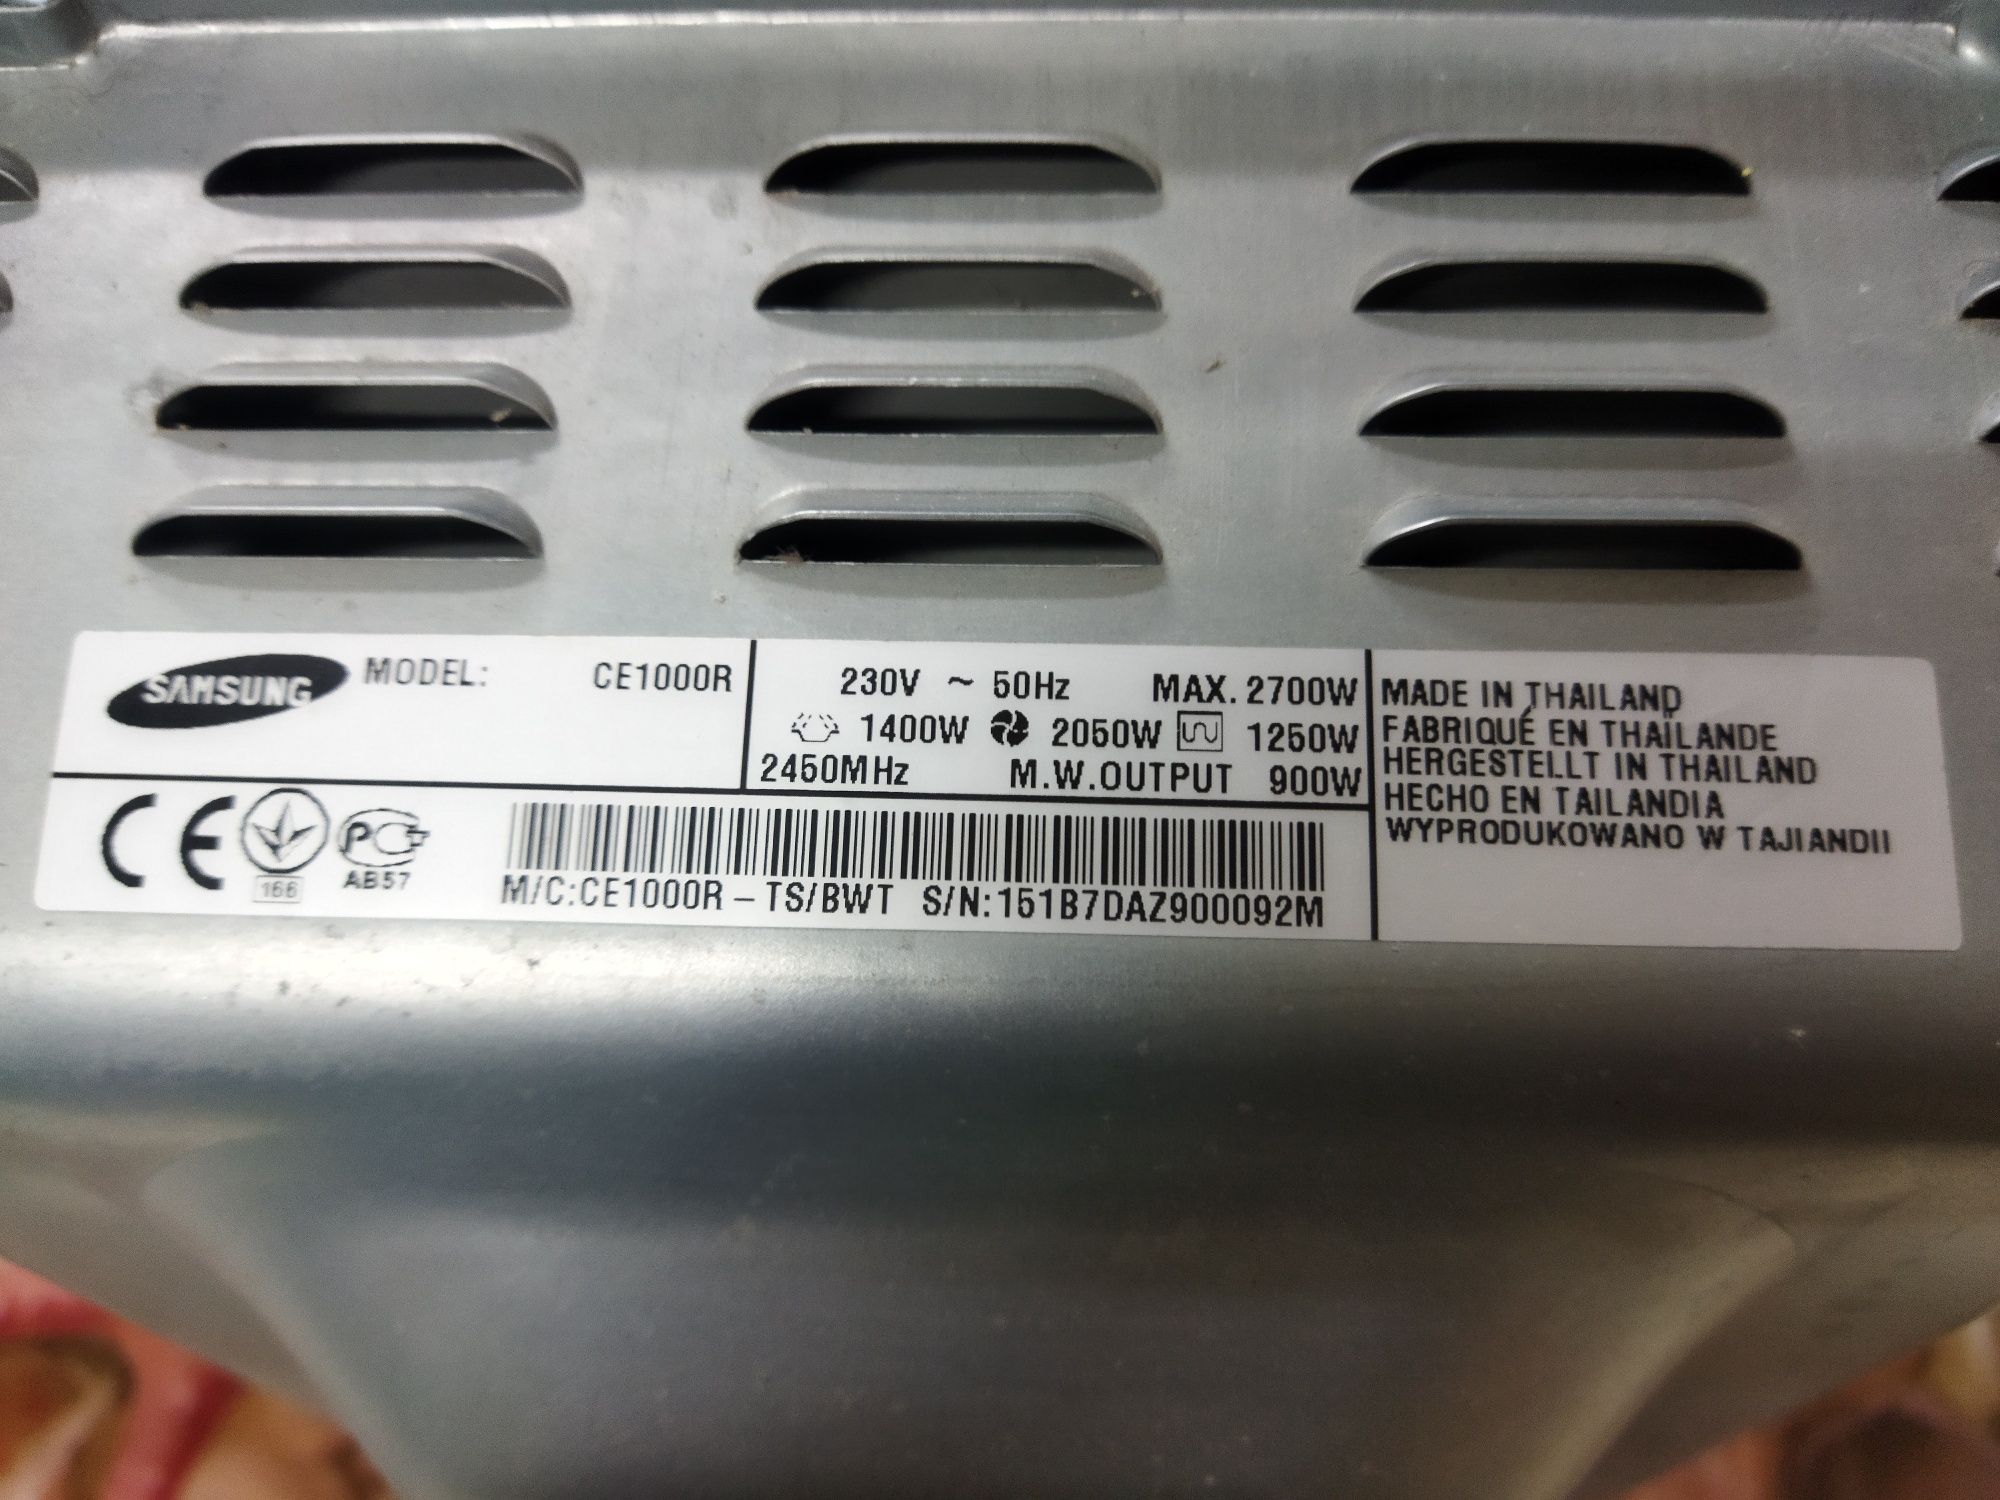 SAMSUNG MODEL: CE1000R
230V ~ 50Hz MAX. 2700W
1400W 2050W 1250W
2450MHz M.W.OUTPUT 900W
MADE IN THAILAND
FABRIQUÉ EN THAÏLANDE
HERGESTELLT IN THAILAND
HECHO EN TAILANDIA
WYPRODUKOWANO W TAJIANDII
CE
166
PC
AB57
M/C:CE1000R-TS/BWT S/N:151B7DAZ900092M